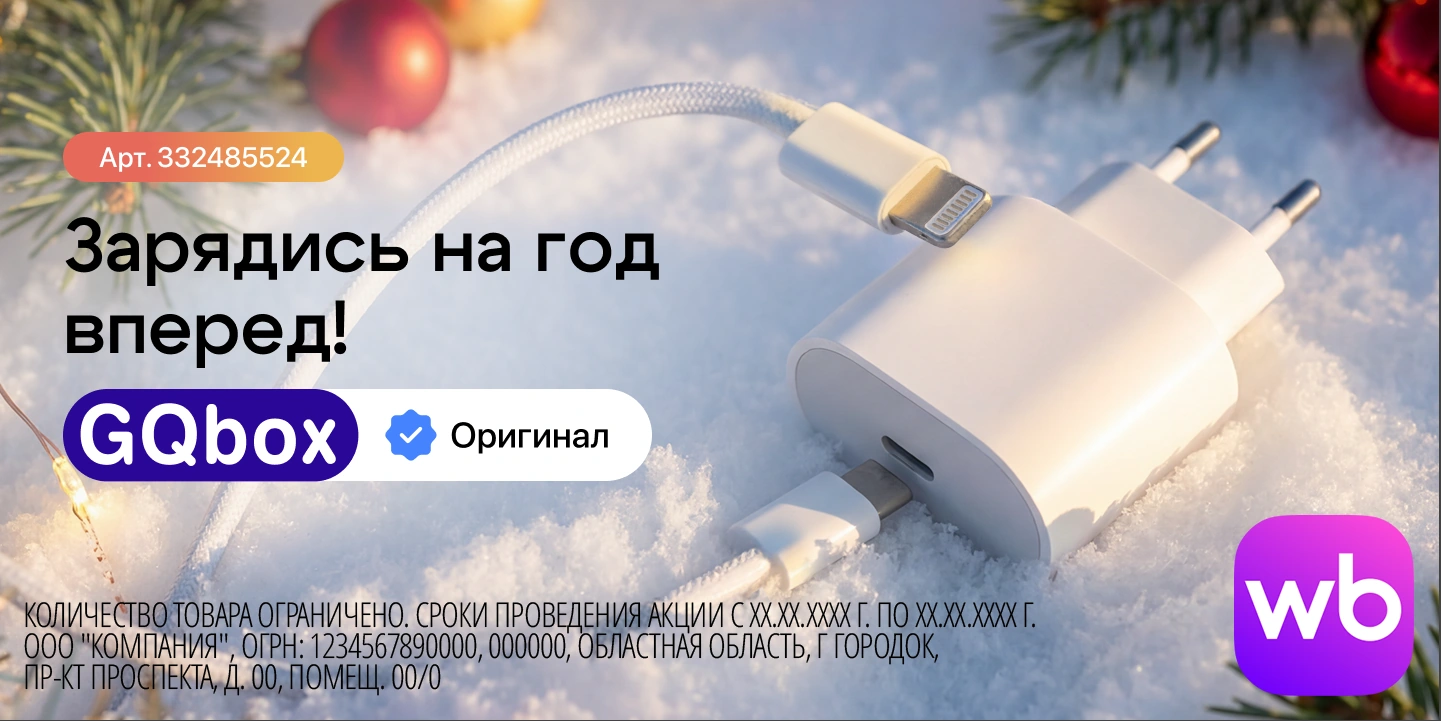 Арт. 332485524
Зарядись на год
вперед!
GQbox Оригинал
КОЛИЧЕСТВО ТОВАРА ОГРАНИЧЕНО. СРОКИ ПРОВЕДЕНИЯ АКЦИИ С XX.XX.XXXX Г. ПО XX.XX.XXXX Г.
ООО "КОМПАНИЯ", ОГРН: 1234567890000, 000000, ОБЛАСТНАЯ ОБЛАСТЬ, Г ГОРОДОК,
ПР-КТ ПРОСПЕКТА, Д. 00, ПОМЕЩ. 00/0
wb